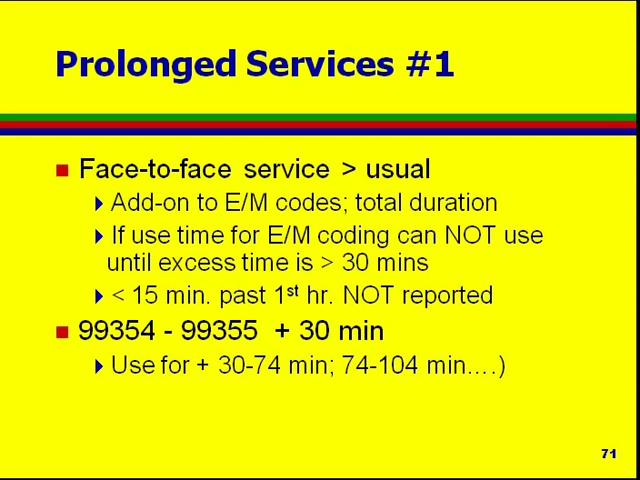 Prolonged Services #1
Face-to-face service > usual
Add-on to E/M codes; total duration
If use time for E/M coding can NOT use
until excess time is > 30 mins
< 15 min. past 1st hr. NOT reported
99354 - 99355 + 30 min
Use for + 30-74 min; 74-104 min….)
71